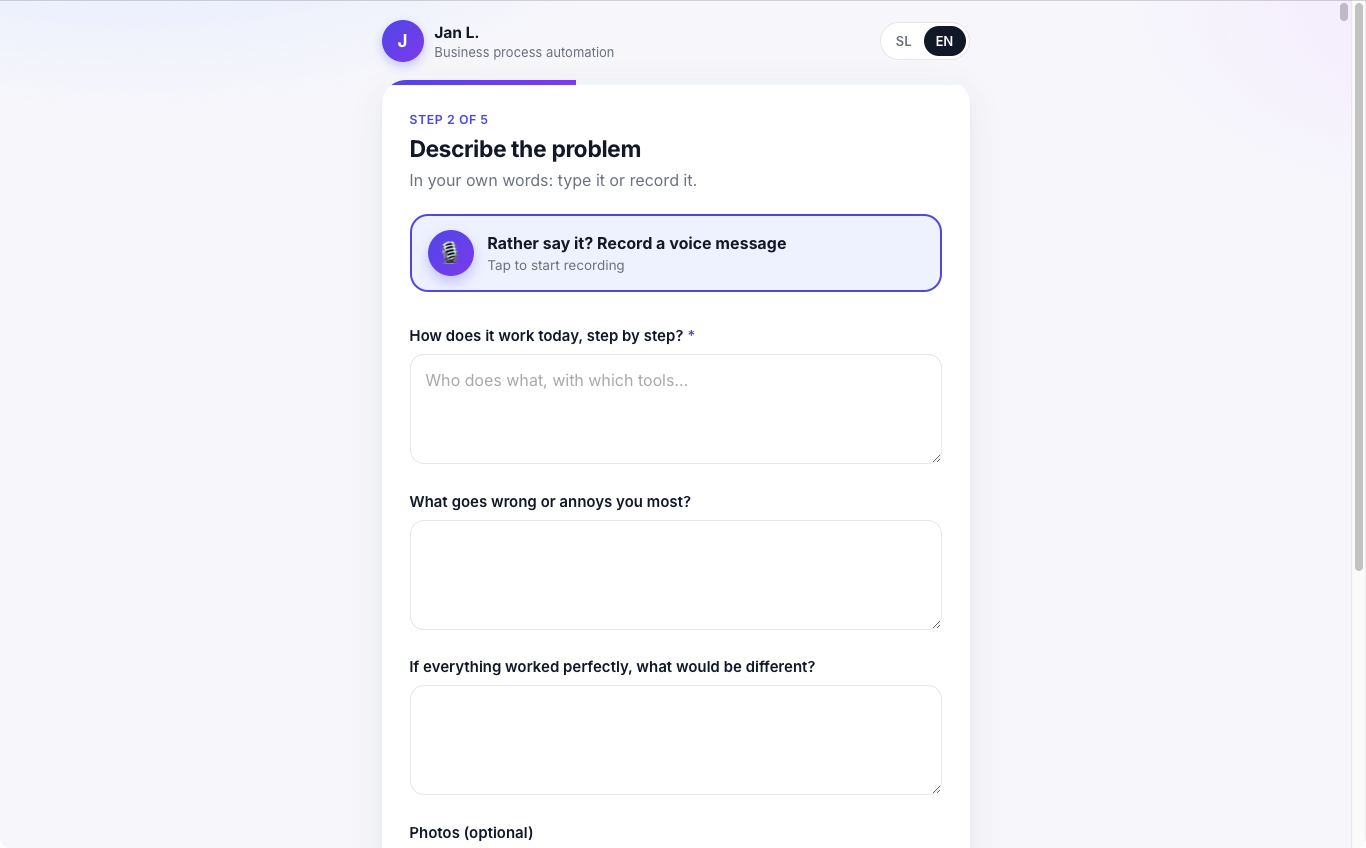 J
Jan L.
Business process automation
SL EN
STEP 2 OF 5
Describe the problem
In your own words: type it or record it.
Rather say it? Record a voice message
Tap to start recording
How does it work today, step by step? *
Who does what, with which tools...
What goes wrong or annoys you most?
If everything worked perfectly, what would be different?
Photos (optional)